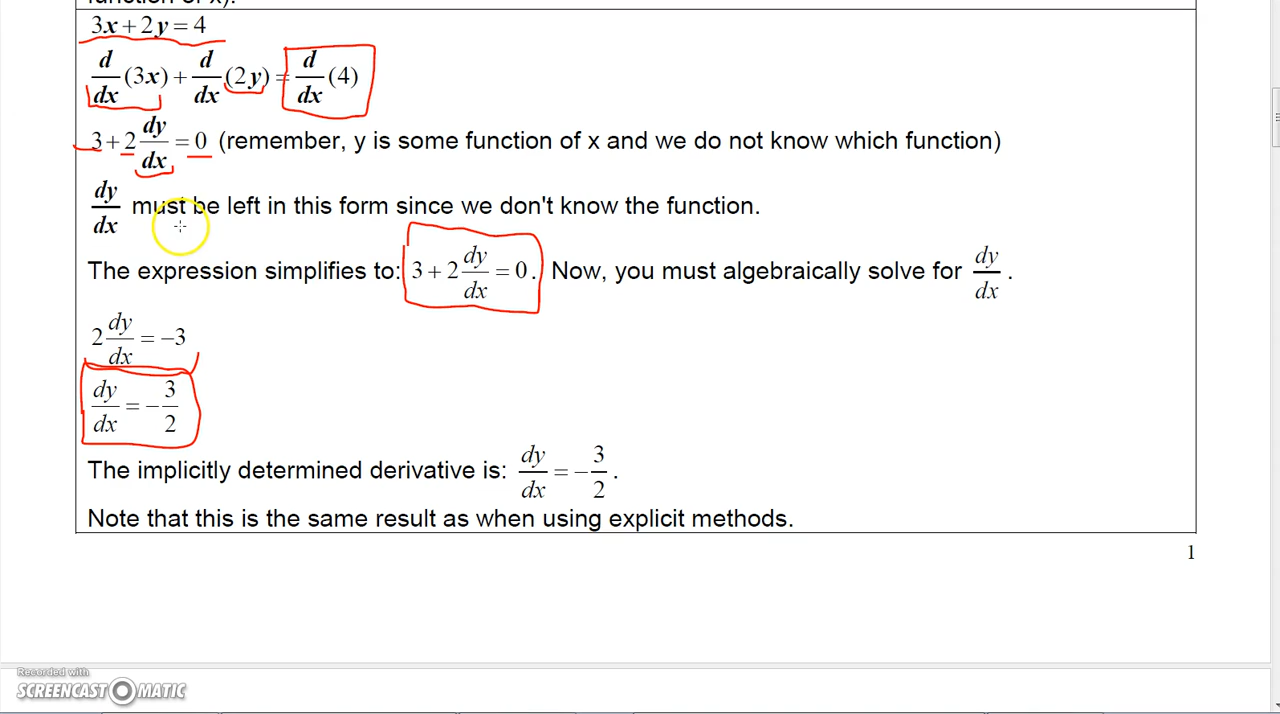 function of x).
3x + 2y = 4
d/dx (3x) + d/dx (2y) = d/dx (4)
3 + 2 dy/dx = 0 (remember, y is some function of x and we do not know which function)
dy/dx must be left in this form since we don't know the function.
The expression simplifies to: 3 + 2 dy/dx = 0 . Now, you must algebraically solve for dy/dx .
2 dy/dx = −3
dy/dx = − 3/2
The implicitly determined derivative is: dy/dx = − 3/2 .
Note that this is the same result as when using explicit methods.
1
Recorded with
SCREENCAST O MATIC